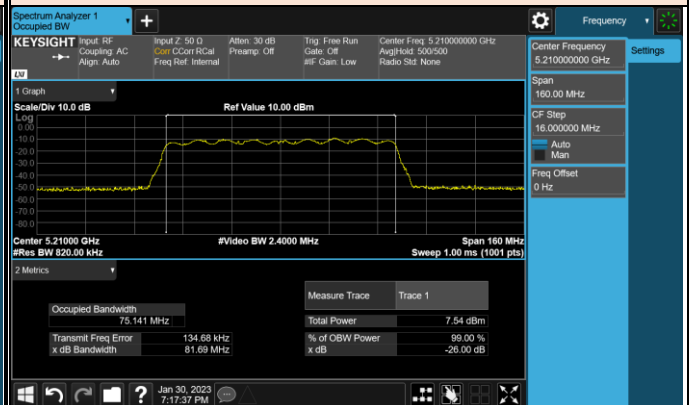 Spectrum Analyzer 1
Occupied BW
+
Frequency
KEYSIGHT
Input: RF
Coupling: AC
Align: Auto
Input Z: 50 Ω
Corr CCorr RCal
Freq Ref: Internal
Atten: 30 dB
Preamp: Off
Trig: Free Run
Gate: Off
#IF Gain: Low
Center Freq: 5.210000000 GHz
Avg|Hold: 500/500
Radio Std: None
LXI
Center Frequency
5.210000000 GHz
Settings
Span
160.00 MHz
CF Step
16.000000 MHz
Auto
Man
Freq Offset
0 Hz
1 Graph
Scale/Div 10.0 dB
Ref Value 10.00 dBm
Log
0.00
-10.0
-20.0
-30.0
-40.0
-50.0
-60.0
-70.0
-80.0
Center 5.21000 GHz
#Video BW 2.4000 MHz
Span 160 MHz
#Res BW 820.00 kHz
Sweep 1.00 ms (1001 pts)
2 Metrics
Measure Trace
Trace 1
Occupied Bandwidth
75.141 MHz
Total Power
7.54 dBm
Transmit Freq Error
134.68 kHz
% of OBW Power
99.00 %
x dB Bandwidth
81.69 MHz
x dB
-26.00 dB
?
Jan 30, 2023
7:17:37 PM